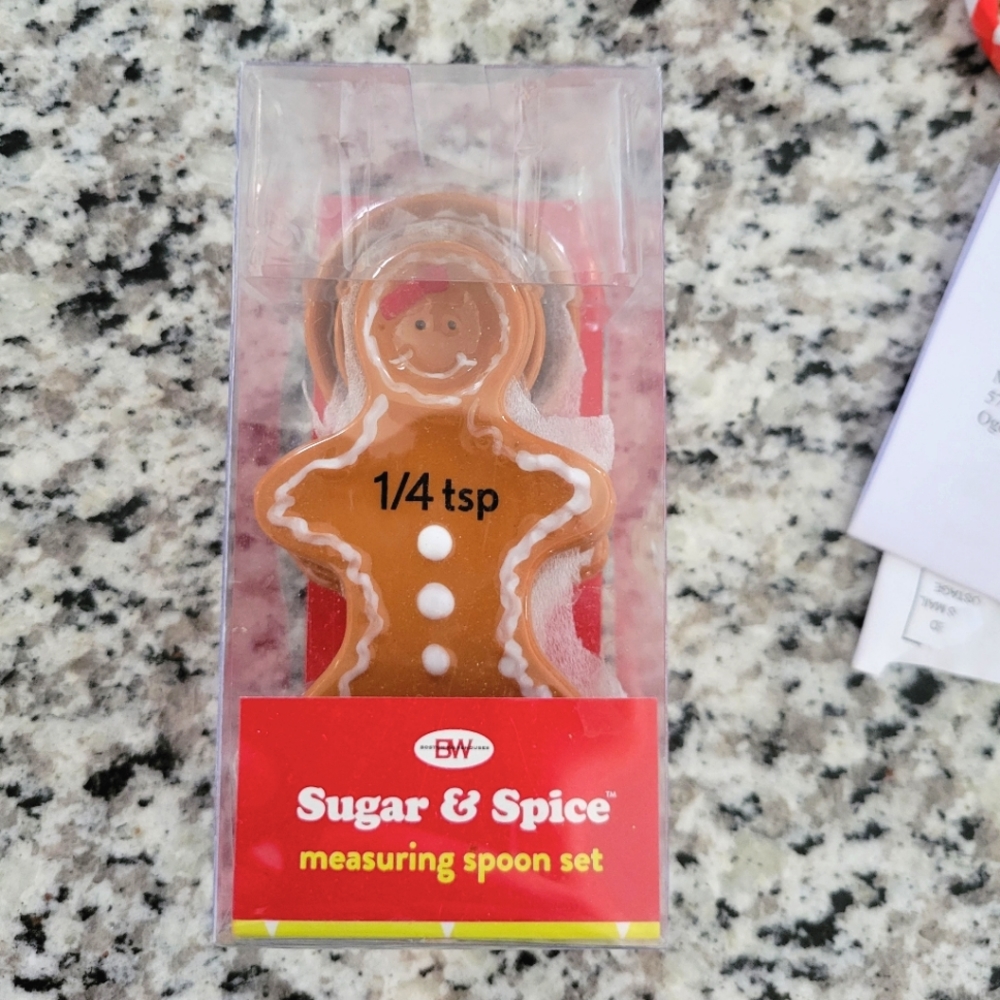 1/4 tsp
BW
Sugar & Spice™
measuring spoon set